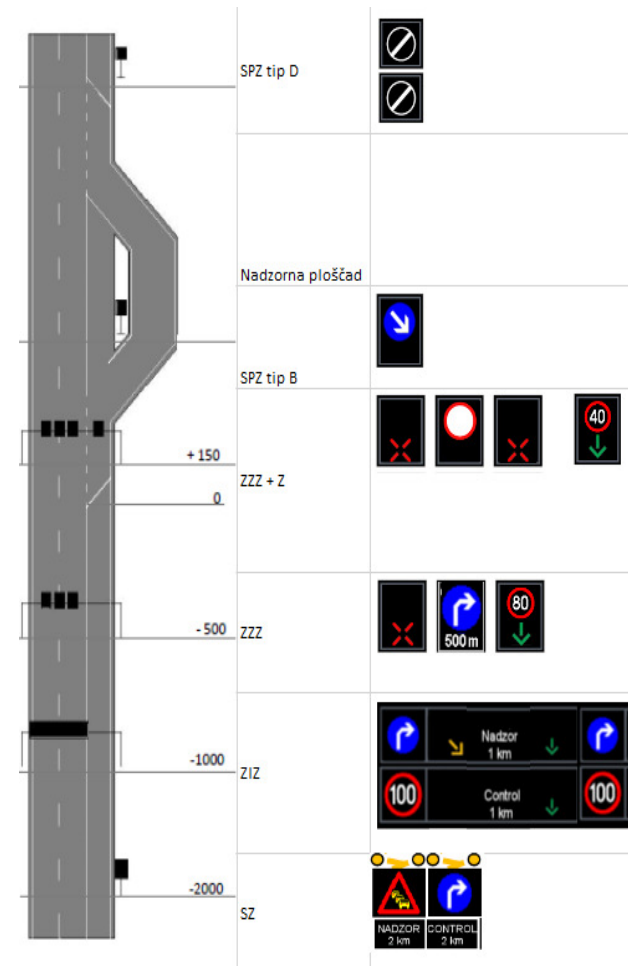 SPZ tip D
Nadzorna ploščad
SPZ tip B
+ 150
0
ZZZ + Z
40
- 500
ZZZ
500 m
80
-1000
ZIZ
Nadzor
1 km
100
Control
1 km
100
-2000
SZ
NADZOR
2 km
CONTROL
2 km